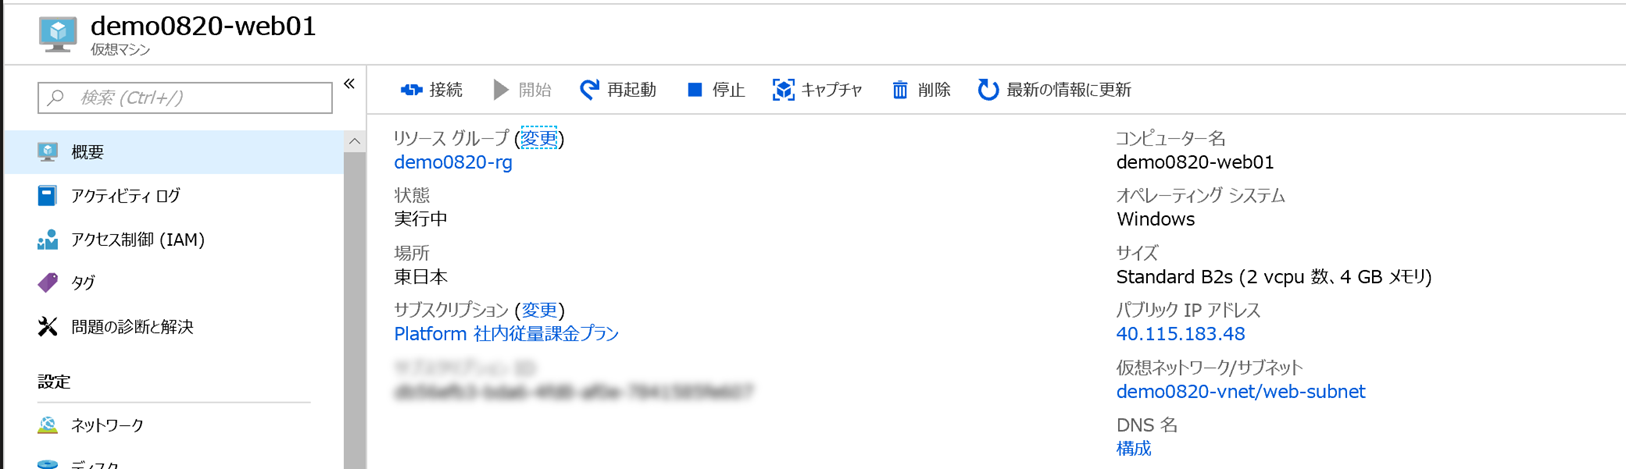 demo0820-web01
仮想マシン
検索 (Ctrl+/)
概要
アクティビティ ログ
アクセス制御 (IAM)
タグ
問題の診断と解決
設定
ネットワーク
ディスク
接続 開始 再起動 停止 キャプチャ 削除 最新の情報に更新
リソース グループ (変更)
demo0820-rg
状態
実行中
場所
東日本
サブスクリプション (変更)
Platform 社内従量課金プラン
コンピューター名
demo0820-web01
オペレーティング システム
Windows
サイズ
Standard B2s (2 vcpu 数、4 GB メモリ)
パブリック IP アドレス
40.115.183.48
仮想ネットワーク/サブネット
demo0820-vnet/web-subnet
DNS 名
構成